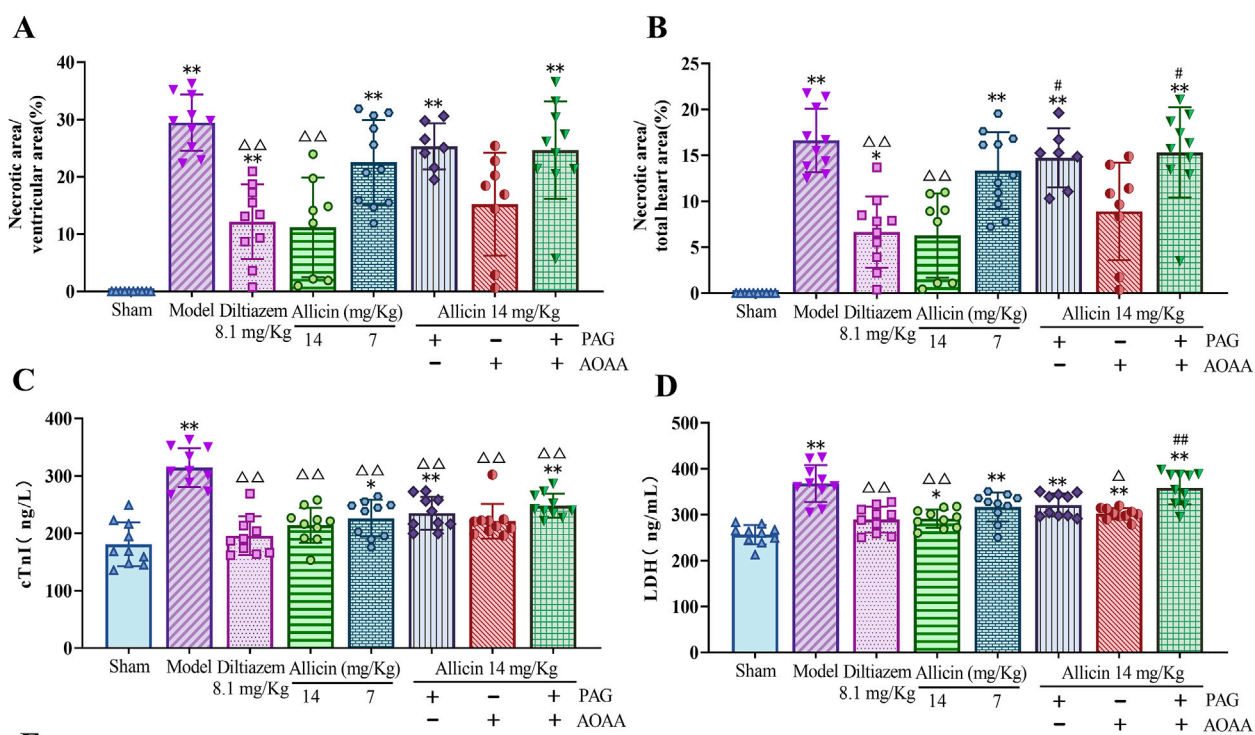 A
Necrotic area/
ventricular area(%)
40
30
20
10
0
**
△△
**
△△
**
**
**
Sham Model Diltiazem Allicin (mg/Kg) Allicin 14 mg/Kg
8.1 mg/Kg 14 7 + − + PAG
− + + AOAA
B
Necrotic area/
total heart area(%)
25
20
15
10
5
0
**
△△
*
△△
**
#
**
#
**
Sham Model Diltiazem Allicin (mg/Kg) Allicin 14 mg/Kg
8.1 mg/Kg 14 7 + − + PAG
− + + AOAA
C
cTnI ( ng/L)
400
300
200
100
0
**
△△
△△
△△
*
△△
**
△△
△△
**
Sham Model Diltiazem Allicin (mg/Kg) Allicin 14 mg/Kg
8.1 mg/Kg 14 7 + − + PAG
− + + AOAA
D
LDH ( ng/mL)
500
400
300
200
100
0
**
△△
△△
*
**
**
△
**
##
**
Sham Model Diltiazem Allicin (mg/Kg) Allicin 14 mg/Kg
8.1 mg/Kg 14 7 + − + PAG
− + + AOAA